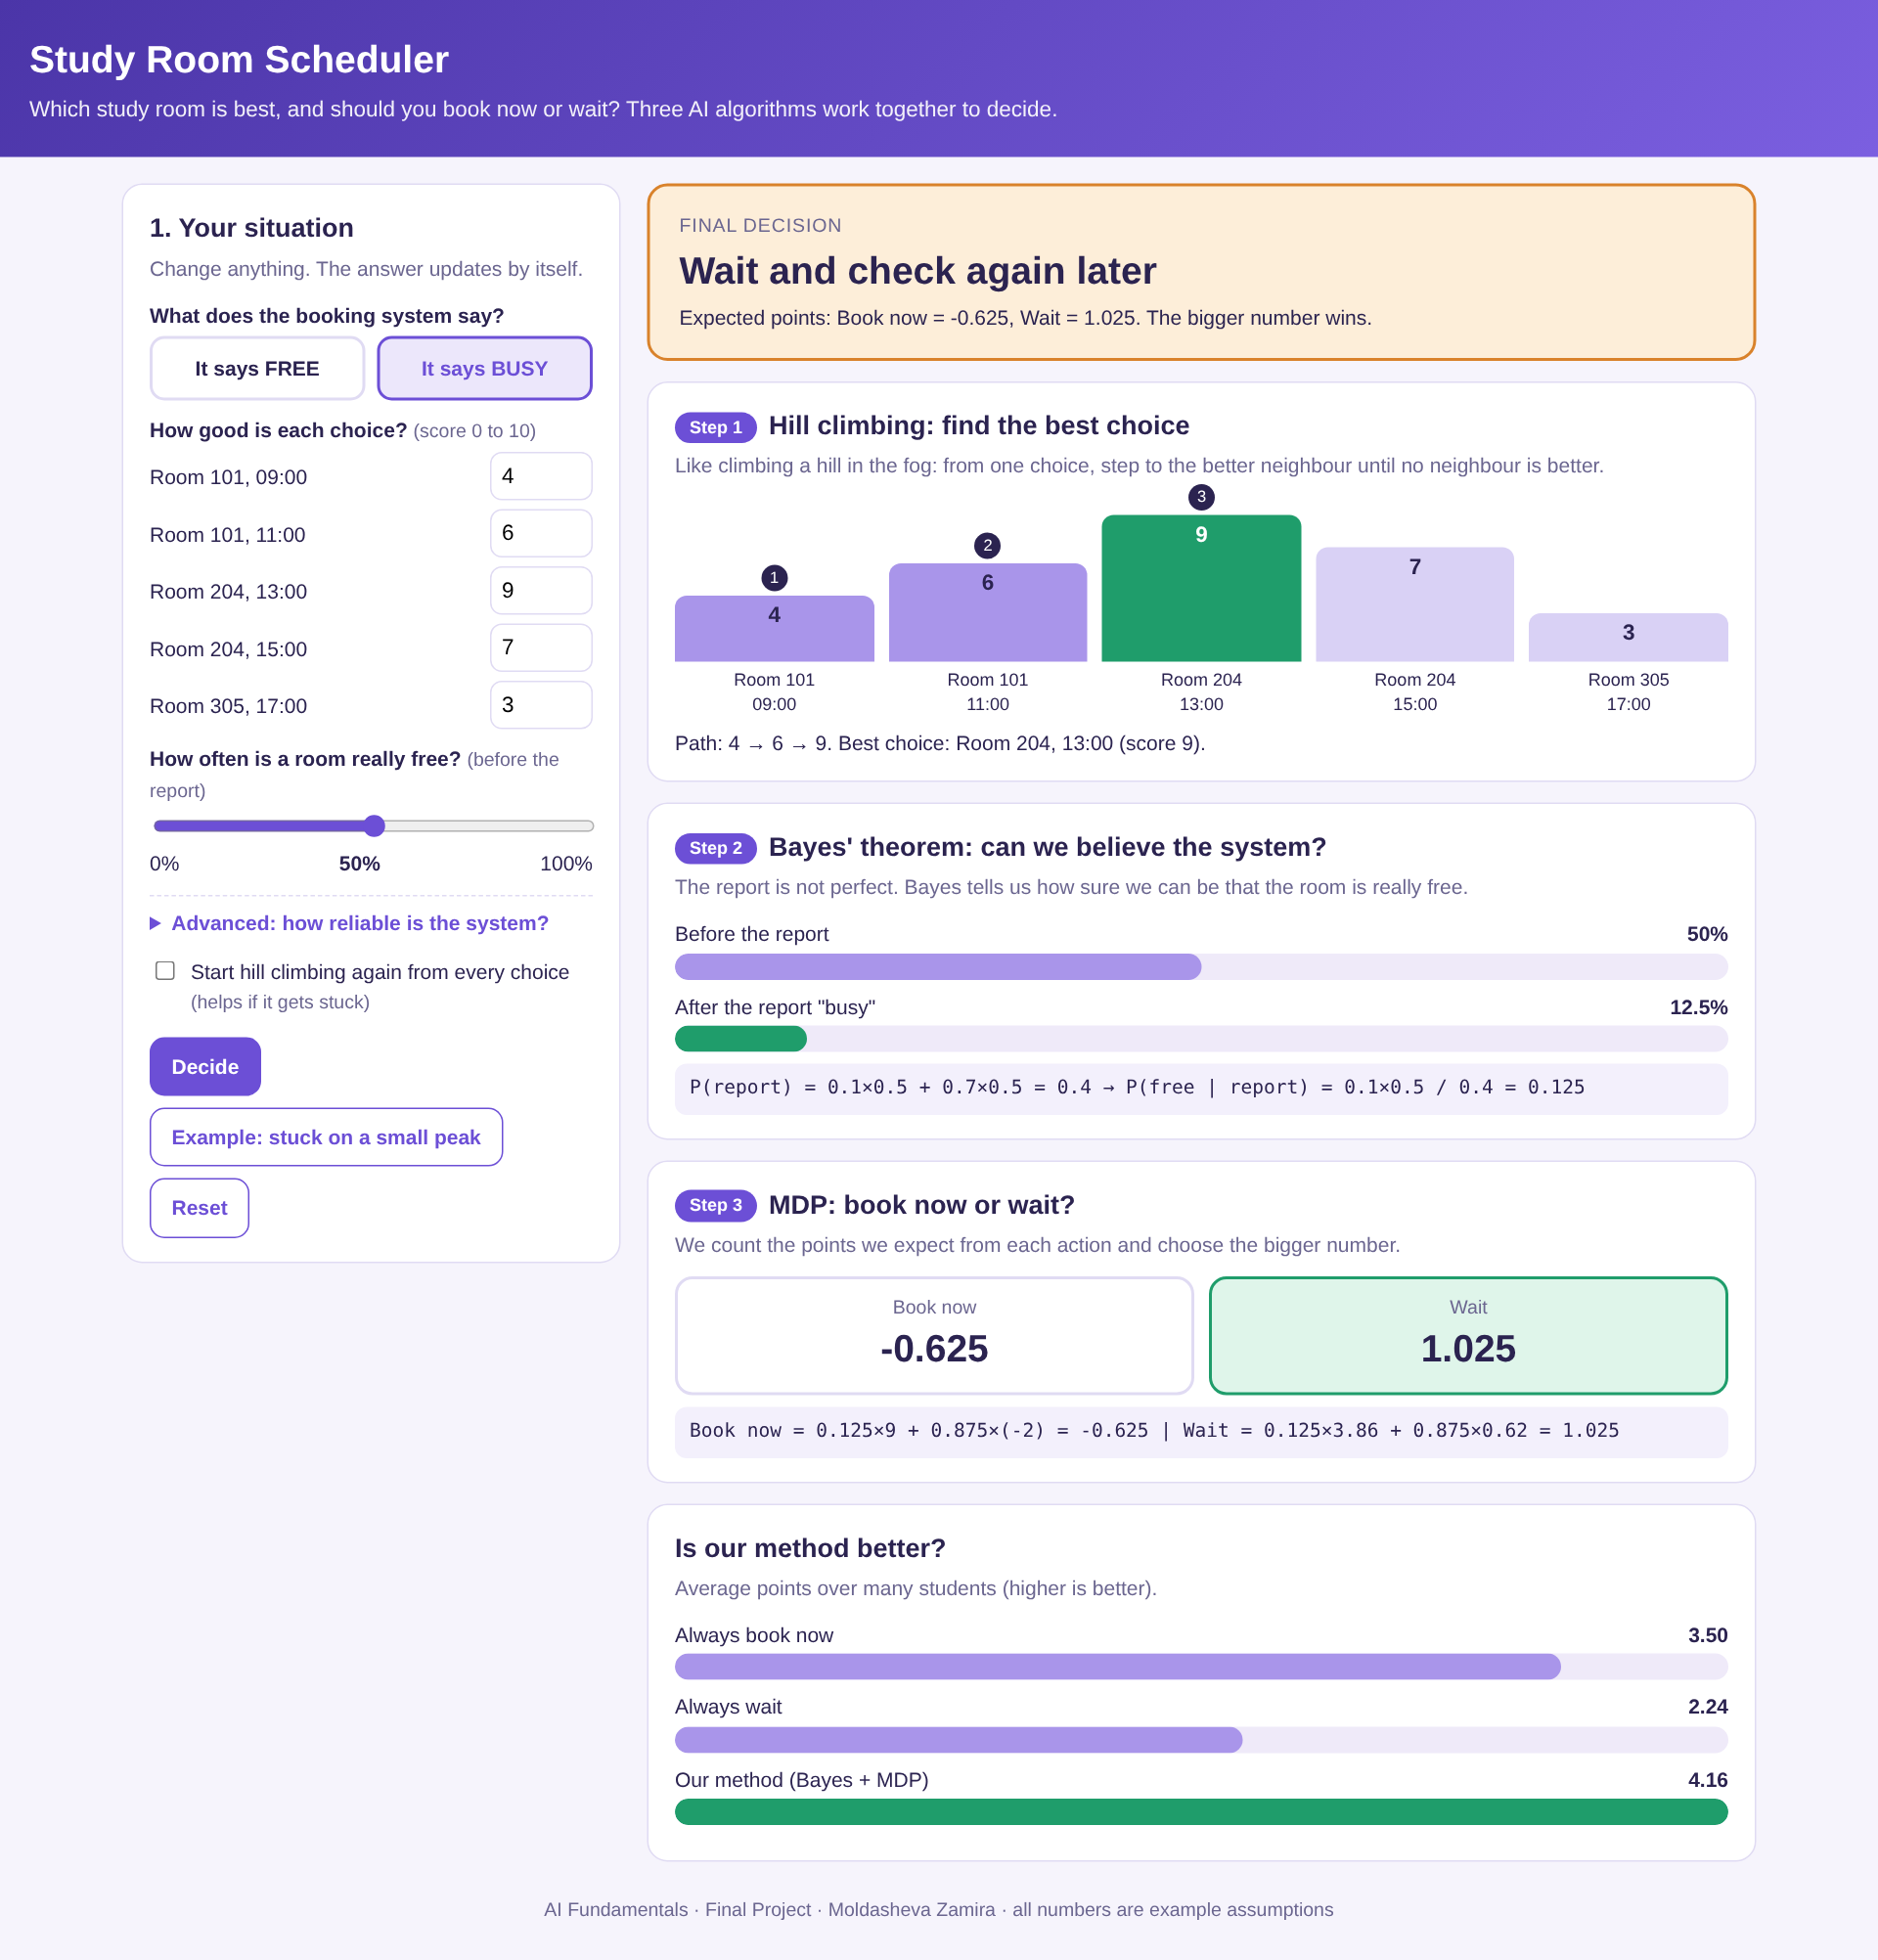 Study Room Scheduler
Which study room is best, and should you book now or wait? Three AI algorithms work together to decide.
1. Your situation
Change anything. The answer updates by itself.
What does the booking system say?
It says FREE
It says BUSY
How good is each choice? (score 0 to 10)
Room 101, 09:00
4
Room 101, 11:00
6
Room 204, 13:00
9
Room 204, 15:00
7
Room 305, 17:00
3
How often is a room really free? (before the
report)
0%
50%
100%
Advanced: how reliable is the system?
Start hill climbing again from every choice
(helps if it gets stuck)
Decide
Example: stuck on a small peak
Reset
FINAL DECISION
Wait and check again later
Expected points: Book now = -0.625, Wait = 1.025. The bigger number wins.
Step 1 Hill climbing: find the best choice
Like climbing a hill in the fog: from one choice, step to the better neighbour until no neighbour is better.
1
4
Room 101
09:00
2
6
Room 101
11:00
3
9
Room 204
13:00
7
Room 204
15:00
3
Room 305
17:00
Path: 4 → 6 → 9. Best choice: Room 204, 13:00 (score 9).
Step 2 Bayes' theorem: can we believe the system?
The report is not perfect. Bayes tells us how sure we can be that the room is really free.
Before the report 50%
After the report "busy" 12.5%
P(report) = 0.1×0.5 + 0.7×0.5 = 0.4 → P(free | report) = 0.1×0.5 / 0.4 = 0.125
Step 3 MDP: book now or wait?
We count the points we expect from each action and choose the bigger number.
Book now
-0.625
Wait
1.025
Book now = 0.125×9 + 0.875×(-2) = -0.625 | Wait = 0.125×3.86 + 0.875×0.62 = 1.025
Is our method better?
Average points over many students (higher is better).
Always book now 3.50
Always wait 2.24
Our method (Bayes + MDP) 4.16
AI Fundamentals · Final Project · Moldasheva Zamira · all numbers are example assumptions